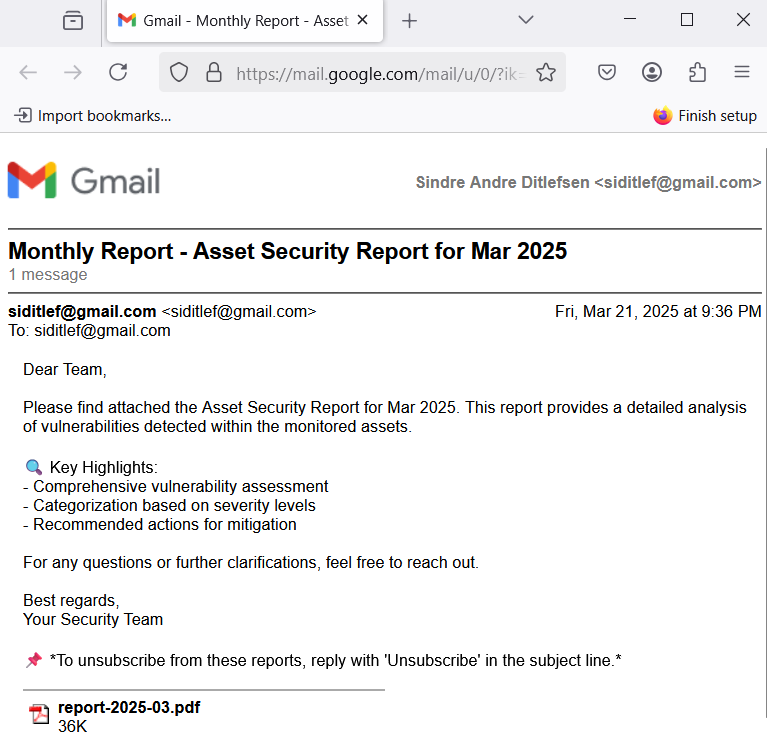 Gmail - Monthly Report - Asset
https://mail.google.com/mail/u/0/?ik=
Import bookmarks...
Finish setup
Gmail
Sindre Andre Ditlefsen <siditlef@gmail.com>
Monthly Report - Asset Security Report for Mar 2025
1 message
siditlef@gmail.com <siditlef@gmail.com>
Fri, Mar 21, 2025 at 9:36 PM
To: siditlef@gmail.com
Dear Team,
Please find attached the Asset Security Report for Mar 2025. This report provides a detailed analysis
of vulnerabilities detected within the monitored assets.
🔍 Key Highlights:
- Comprehensive vulnerability assessment
- Categorization based on severity levels
- Recommended actions for mitigation
For any questions or further clarifications, feel free to reach out.
Best regards,
Your Security Team
📌 *To unsubscribe from these reports, reply with 'Unsubscribe' in the subject line.*
report-2025-03.pdf
36K